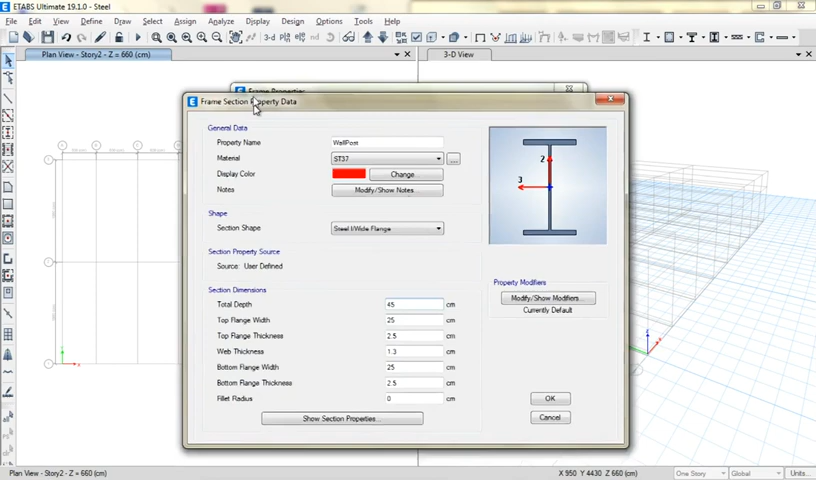 ETABS Ultimate 19.1.0 - Steel
File Edit View Define Draw Select Assign Analyze Display Design Options Tools Help
Plan View - Story2 - Z = 660 (cm)
3-D View
Frame Properties
Frame Section Property Data
General Data
Property Name WallPost
Material ST37 ...
Display Color Change...
Notes Modify/Show Notes...
Shape
Section Shape Steel I/Wide Flange
Section Property Source
Source: User Defined
Section Dimensions
Total Depth 45 cm
Top Flange Width 25 cm
Top Flange Thickness 2.5 cm
Web Thickness 1.3 cm
Bottom Flange Width 25 cm
Bottom Flange Thickness 2.5 cm
Fillet Radius 0 cm
Show Section Properties...
2
3
Property Modifiers
Modify/Show Modifiers...
Currently Default
OK
Cancel
Plan View - Story2 - Z = 660 (cm) X 950 Y 4430 Z 660 (cm) One Story Global Units...